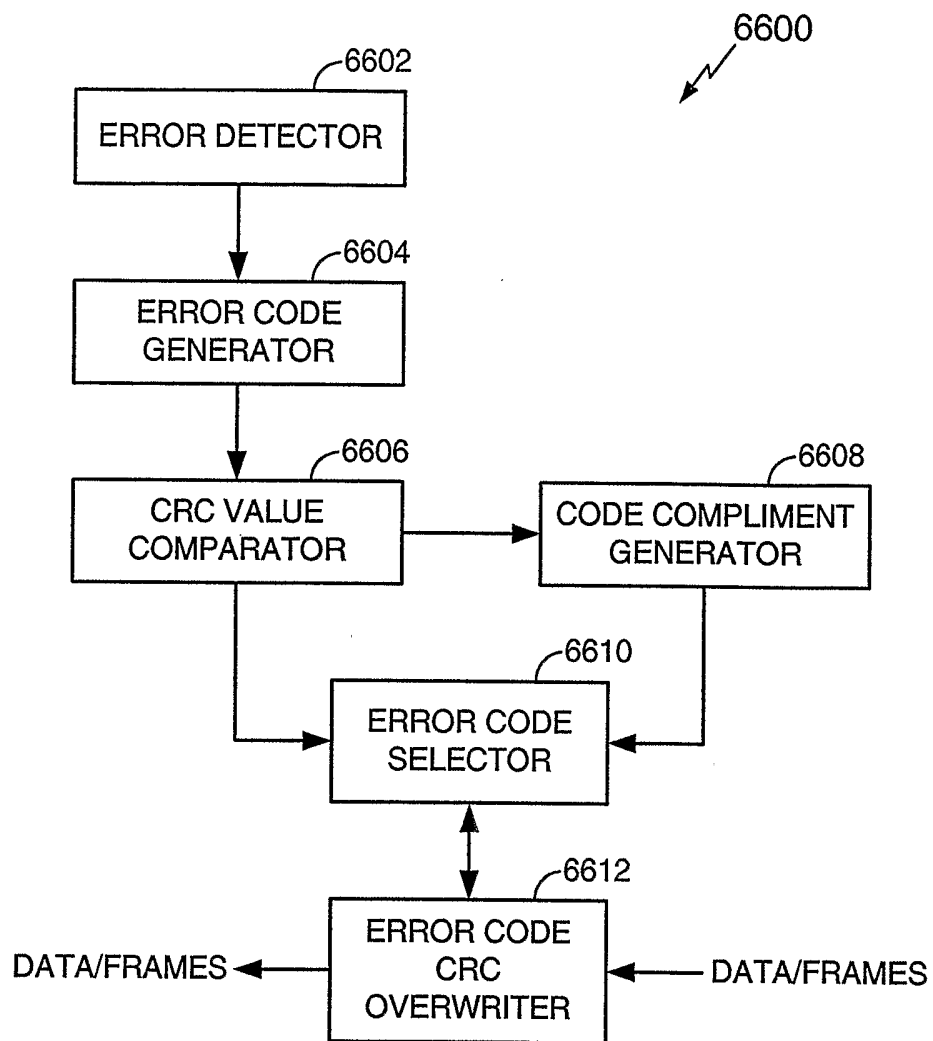 6600
6602
ERROR DETECTOR
6604
ERROR CODE
GENERATOR
6606
CRC VALUE
COMPARATOR
6608
CODE COMPLIMENT
GENERATOR
6610
ERROR CODE
SELECTOR
6612
ERROR CODE
CRC
OVERWRITER
DATA/FRAMES
DATA/FRAMES